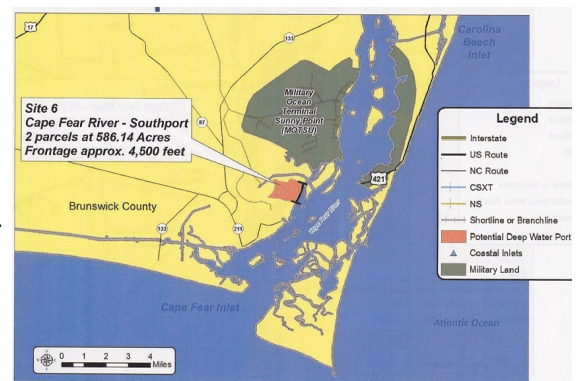 17
133
Carolina
Beach
Inlet
Site 6
Cape Fear River - Southport
2 parcels at 586.14 Acres
Frontage approx. 4,500 feet
87
Military
Ocean
Terminal
Sunny Point
(MOTSU)
421
Legend
Interstate
US Route
NC Route
CSXT
NS
Shortline or Branchline
Potential Deep Water Port
Coastal Inlets
Military Land
Brunswick County
133
211
Cape Fear River
Cape Fear Inlet
Atlantic Ocean
0 1 2 3 4
Miles